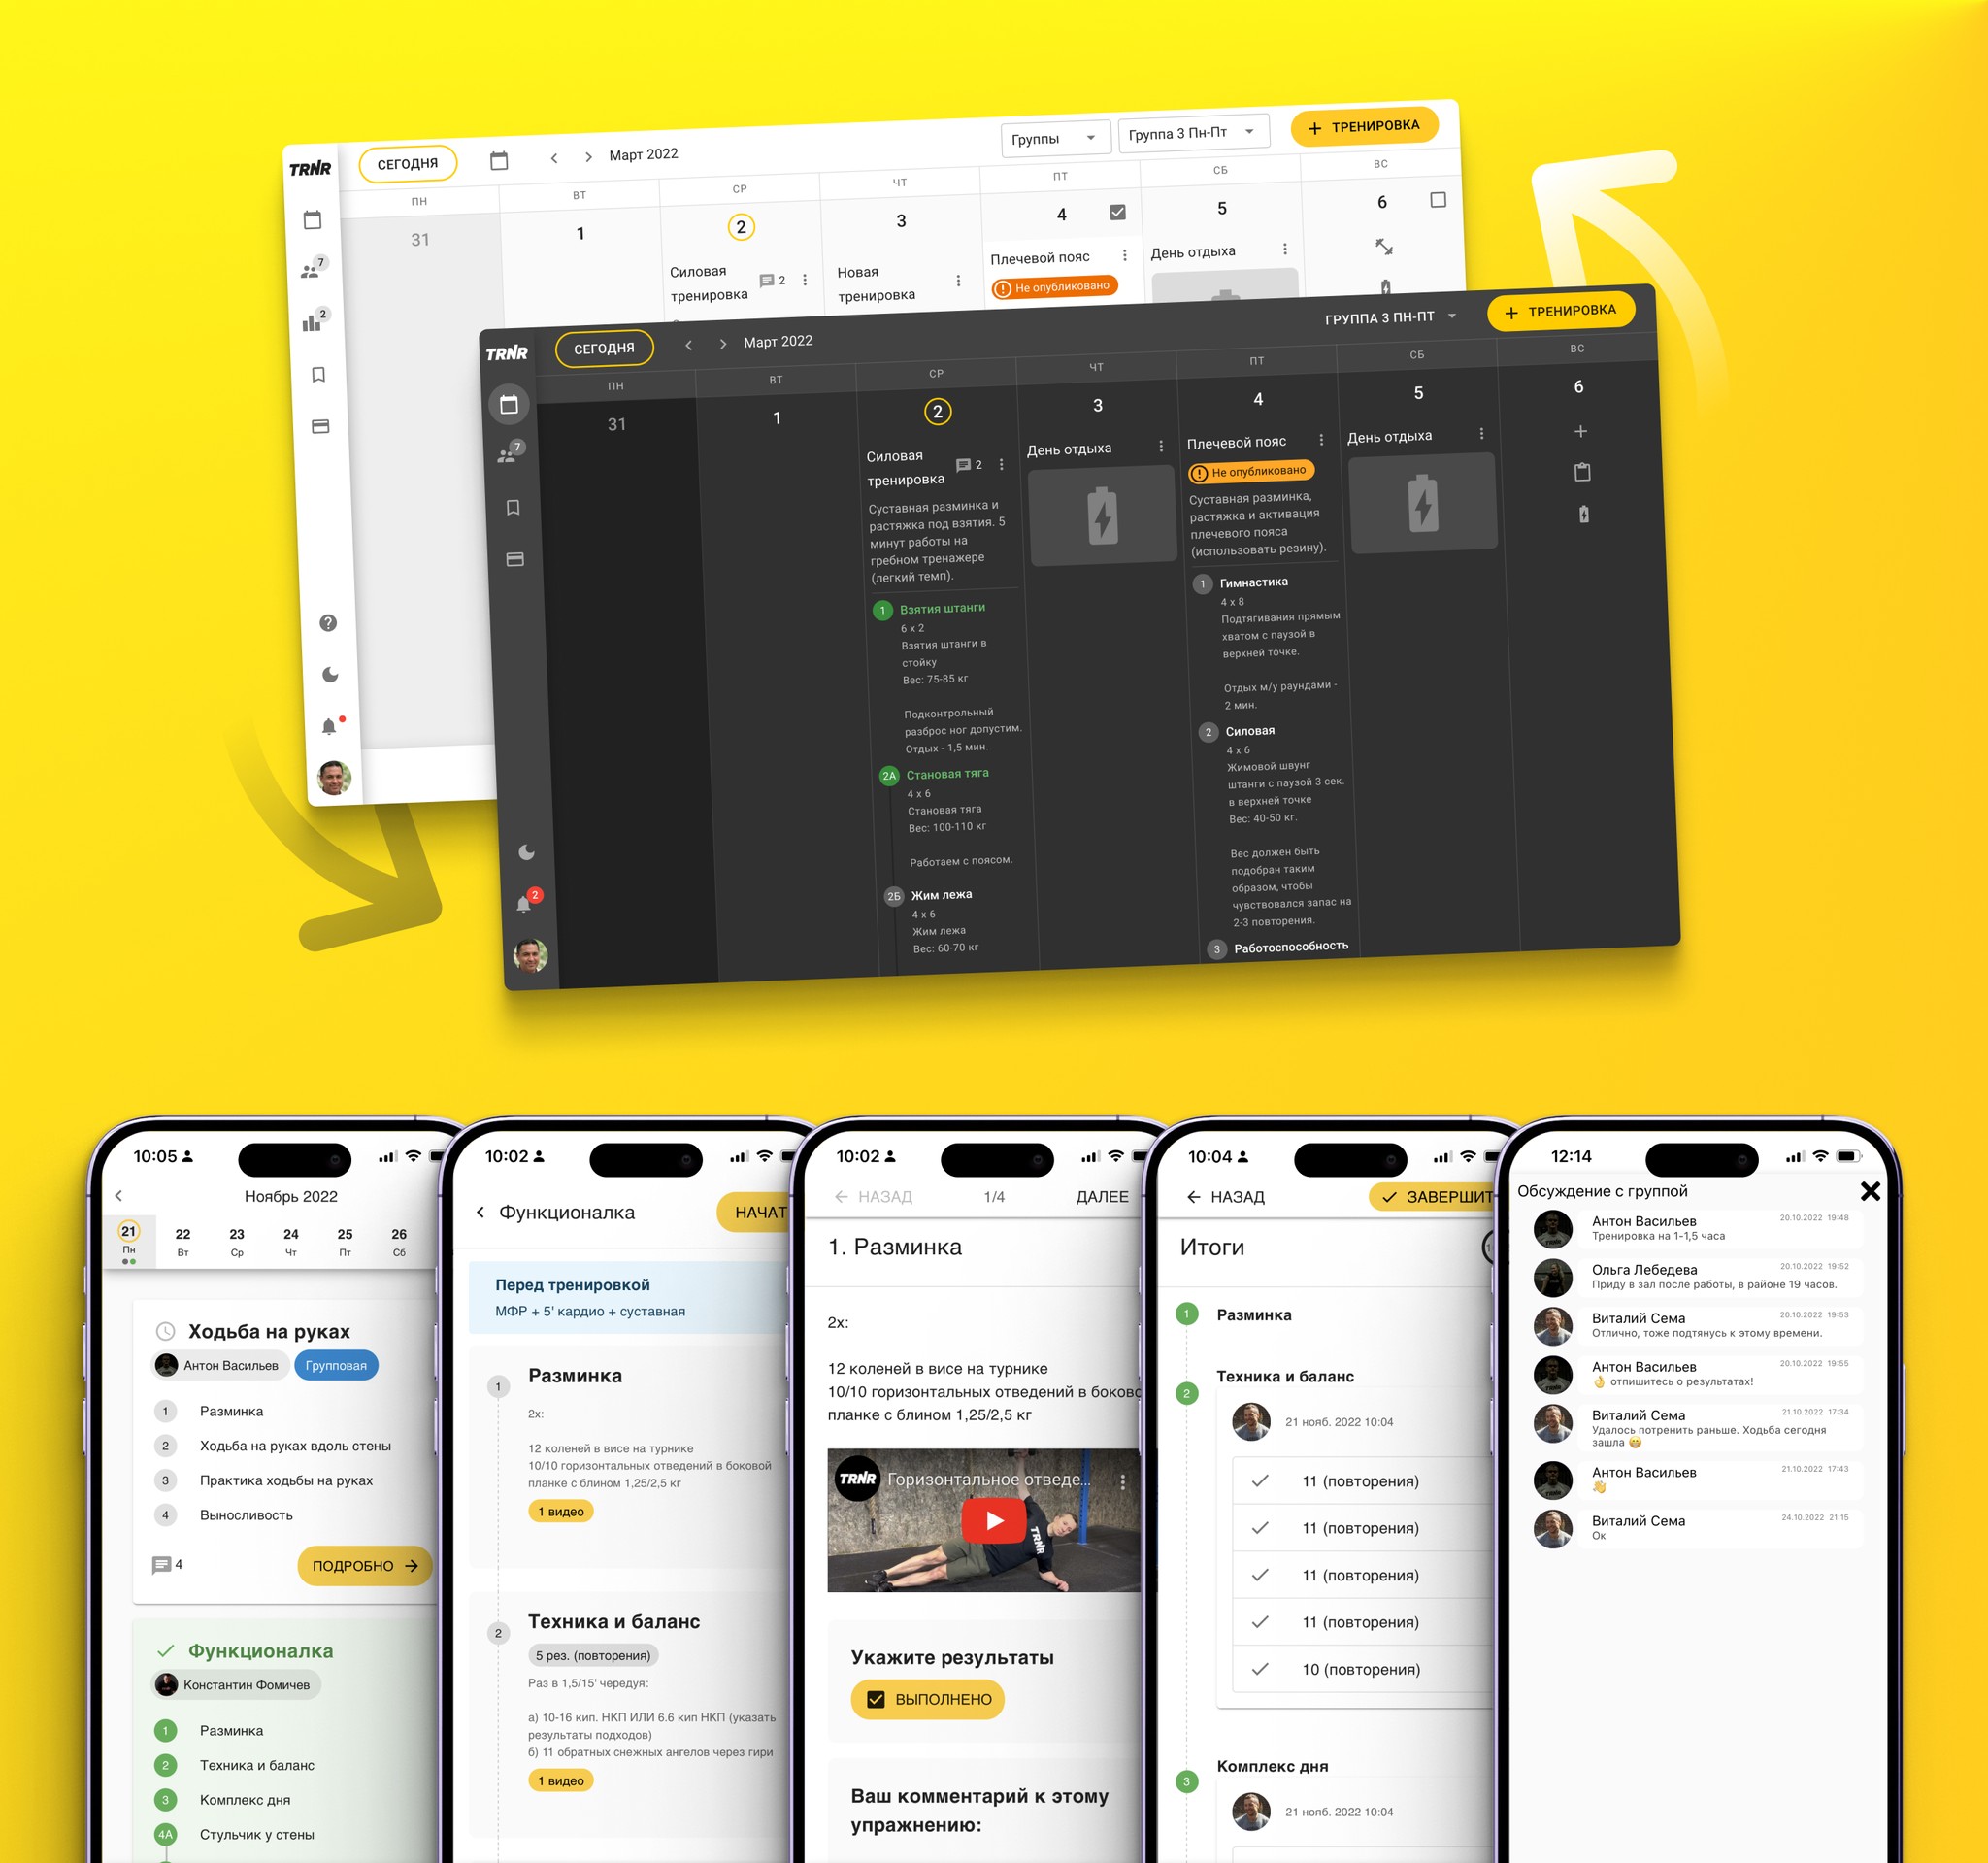 TRNR
СЕГОДНЯ
Март 2022
Группы
Группа 3 Пн-Пт
+ ТРЕНИРОВКА
ПН
ВТ
СР
ЧТ
ПТ
СБ
ВС
31
1
2
3
4
5
6
7
2
Силовая
тренировка
2
Новая
тренировка
Плечевой пояс
Не опубликовано
День отдыха
TRNR
СЕГОДНЯ
Март 2022
ГРУППА 3 ПН-ПТ
+ ТРЕНИРОВКА
ПН
ВТ
СР
ЧТ
ПТ
СБ
ВС
31
1
2
3
4
5
6
7
2
Силовая
тренировка
2
Суставная разминка и
растяжка под взятия. 5
минут работы на
гребном тренажере
(легкий темп).
1 Взятия штанги
6 x 2
Взятия штанги в
стойку
Вес: 75-85 кг
Подконтрольный
разброс ног допустим.
Отдых - 1,5 мин.
2А Становая тяга
4 x 6
Становая тяга
Вес: 100-110 кг
Работаем с поясом.
2Б Жим лежа
4 x 6
Жим лежа
Вес: 60-70 кг
День отдыха
Плечевой пояс
Не опубликовано
Суставная разминка,
растяжка и активация
плечевого пояса
(использовать резину).
1 Гимнастика
4 x 8
Подтягивания прямым
хватом с паузой в
верхней точке.
Отдых м/у раундами -
2 мин.
2 Силовая
4 x 6
Жимовой швунг
штанги с паузой 3 сек.
в верхней точке
Вес: 40-50 кг.
Вес должен быть
подобран таким
образом, чтобы
чувствовался запас на
2-3 повторения.
3 Работоспособность
День отдыха
10:05
Ноябрь 2022
21 22 23 24 25 26
Пн Вт Ср Чт Пт Сб
Ходьба на руках
Антон Васильев Групповая
1 Разминка
2 Ходьба на руках вдоль стены
3 Практика ходьбы на руках
4 Выносливость
4 ПОДРОБНО
Функционалка
Константин Фомичев
1 Разминка
2 Техника и баланс
3 Комплекс дня
4А Стульчик у стены
10:02
Функционалка
НАЧАТ
Перед тренировкой
МФР + 5' кардио + суставная
1 Разминка
2х:
12 коленей в висе на турнике
10/10 горизонтальных отведений в боковой
планке с блином 1,25/2,5 кг
1 видео
2 Техника и баланс
5 рез. (повторения)
Раз в 1,5/15' чередуя:
а) 10-16 кип. НКП ИЛИ 6.6 кип НКП (указать
результаты подходов)
б) 11 обратных снежных ангелов через гири
1 видео
10:02
НАЗАД 1/4 ДАЛЕЕ
1. Разминка
2х:
12 коленей в висе на турнике
10/10 горизонтальных отведений в боково
планке с блином 1,25/2,5 кг
TRNR Горизонтальное отведе...
TRNR
Укажите результаты
ВЫПОЛНЕНО
Ваш комментарий к этому
упражнению:
10:04
НАЗАД ЗАВЕРШИТ
Итоги
1 Разминка
2 Техника и баланс
21 нояб. 2022 10:04
11 (повторения)
11 (повторения)
11 (повторения)
11 (повторения)
10 (повторения)
Комплекс дня
3
21 нояб. 2022 10:04
12:14
Обсуждение с группой
Антон Васильев 20.10.2022 19:48
Тренировка на 1-1,5 часа
Ольга Лебедева 20.10.2022 19:52
Приду в зал после работы, в районе 19 часов.
Виталий Сема 20.10.2022 19:53
Отлично, тоже подтянусь к этому времени.
Антон Васильев 20.10.2022 19:55
👌 отпишитесь о результатах!
Виталий Сема 21.10.2022 17:34
Удалось потренить раньше. Ходьба сегодня
зашла 😁
Антон Васильев 21.10.2022 17:43
👋
Виталий Сема 24.10.2022 21:15
Ок